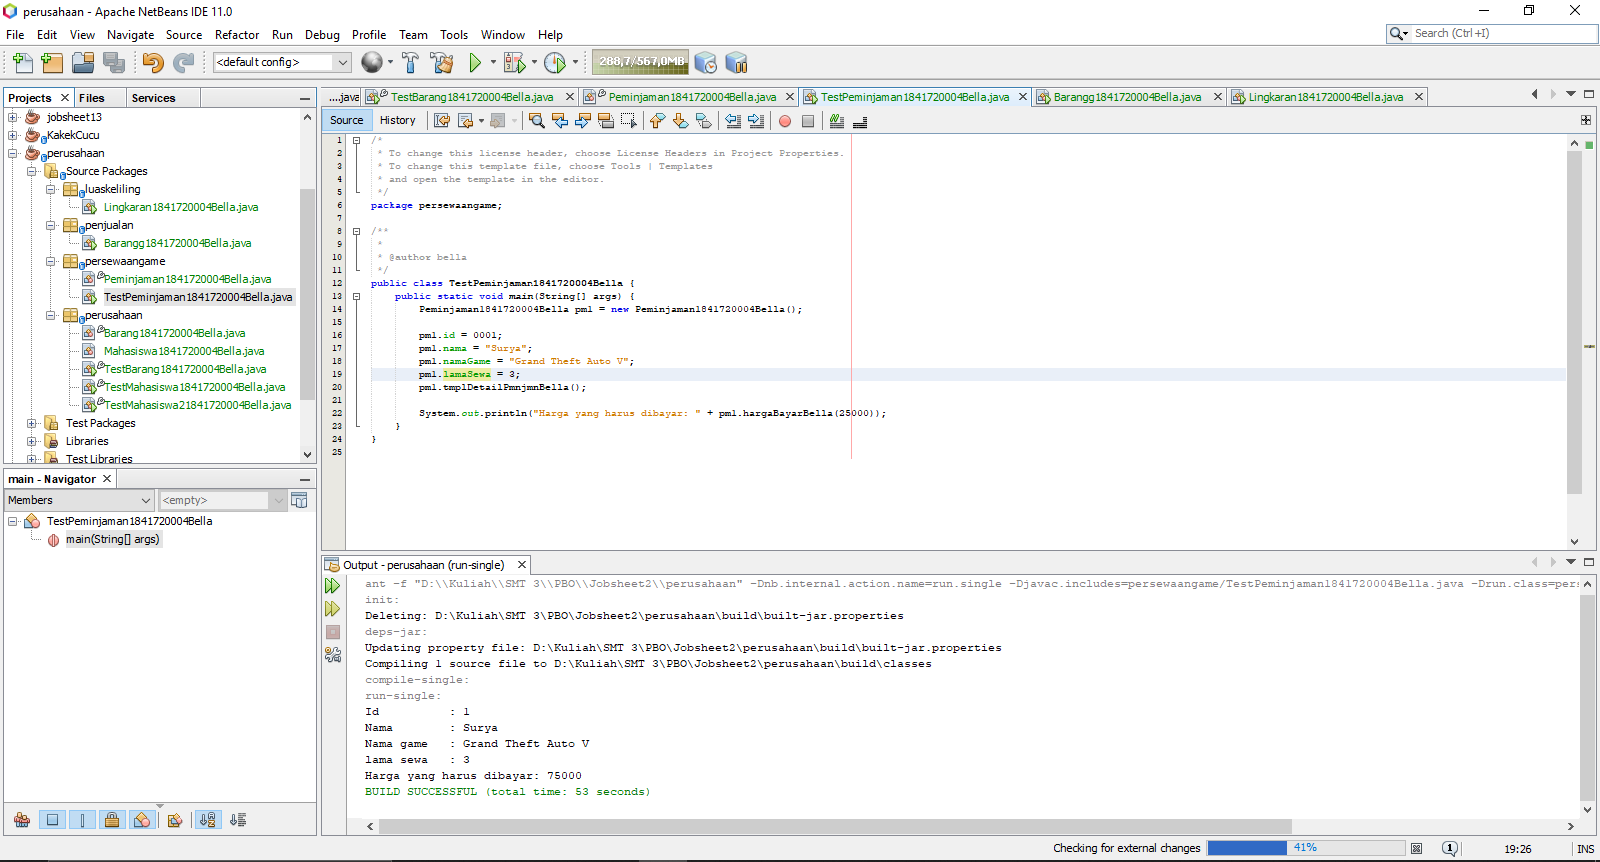 perusahaan - Apache NetBeans IDE 11.0
File Edit View Navigate Source Refactor Run Debug Profile Team Tools Window Help
Search (Ctrl+I)
<default config>
288,7/567,0MB
Projects Files Services
....java TestBarang1841720004Bella.java Peminjaman1841720004Bella.java TestPeminjaman1841720004Bella.java Barangg1841720004Bella.java Lingkaran1841720004Bella.java
Source History
jobsheet13
KakekCucu
perusahaan
Source Packages
luaskeliling
Lingkaran1841720004Bella.java
penjualan
Barangg1841720004Bella.java
persewaangame
Peminjaman1841720004Bella.java
TestPeminjaman1841720004Bella.java
perusahaan
Barang1841720004Bella.java
Mahasiswa1841720004Bella.java
TestBarang1841720004Bella.java
TestMahasiswa1841720004Bella.java
TestMahasiswa21841720004Bella.java
Test Packages
Libraries
Test Libraries
1 /*
2 * To change this license header, choose License Headers in Project Properties.
3 * To change this template file, choose Tools | Templates
4 * and open the template in the editor.
5 */
6 package persewaangame;
7
8 /**
9 *
10 * @author bella
11 */
12 public class TestPeminjaman1841720004Bella {
13 public static void main(String[] args) {
14 Peminjaman1841720004Bella pml = new Peminjaman1841720004Bella();
15
16 pml.id = 0001;
17 pml.nama = "Surya";
18 pml.namaGame = "Grand Theft Auto V";
19 pml.lamaSewa = 3;
20 pml.tmplDetailPmnjmnBella();
21
22 System.out.println("Harga yang harus dibayar: " + pml.hargaBayarBella(25000));
23 }
24 }
25
main - Navigator
Members <empty>
TestPeminjaman1841720004Bella
main(String[] args)
Output - perusahaan (run-single)
ant -f "D:\\Kuliah\\SMT 3\\PBO\\Jobsheet2\\perusahaan" -Dnb.internal.action.name=run.single -Djavac.includes=persewaangame/TestPeminjaman1841720004Bella.java -Drun.class=pers
init:
Deleting: D:\Kuliah\SMT 3\PBO\Jobsheet2\perusahaan\build\built-jar.properties
deps-jar:
Updating property file: D:\Kuliah\SMT 3\PBO\Jobsheet2\perusahaan\build\built-jar.properties
Compiling 1 source file to D:\Kuliah\SMT 3\PBO\Jobsheet2\perusahaan\build\classes
compile-single:
run-single:
Id : 1
Nama : Surya
Nama game : Grand Theft Auto V
lama sewa : 3
Harga yang harus dibayar: 75000
BUILD SUCCESSFUL (total time: 53 seconds)
Checking for external changes 41% 1 19:26 INS